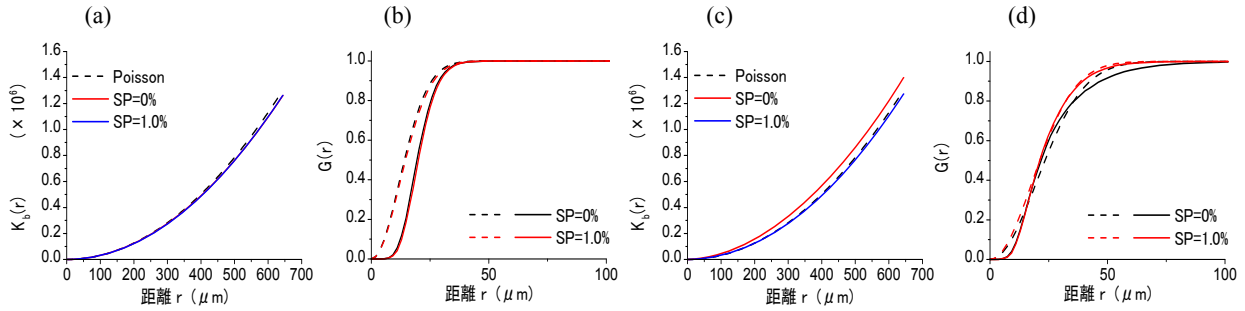 (a)
(b)
(c)
(d)
K_b(r) (×10⁶)
1.6
1.4
1.2
1.0
0.8
0.6
0.4
0.2
0.0
Poisson
SP=0%
SP=1.0%
0 100 200 300 400 500 600 700
距離 r (μm)
G(r)
1.0
0.8
0.6
0.4
0.2
0.0
SP=0%
SP=1.0%
0 50 100
距離 r (μm)
K_b(r) (×10⁶)
1.6
1.4
1.2
1.0
0.8
0.6
0.4
0.2
0.0
Poisson
SP=0%
SP=1.0%
0 100 200 300 400 500 600 700
距離 r (μm)
G(r)
1.0
0.8
0.6
0.4
0.2
0.0
SP=0%
SP=1.0%
0 50 100
距離 r (μm)